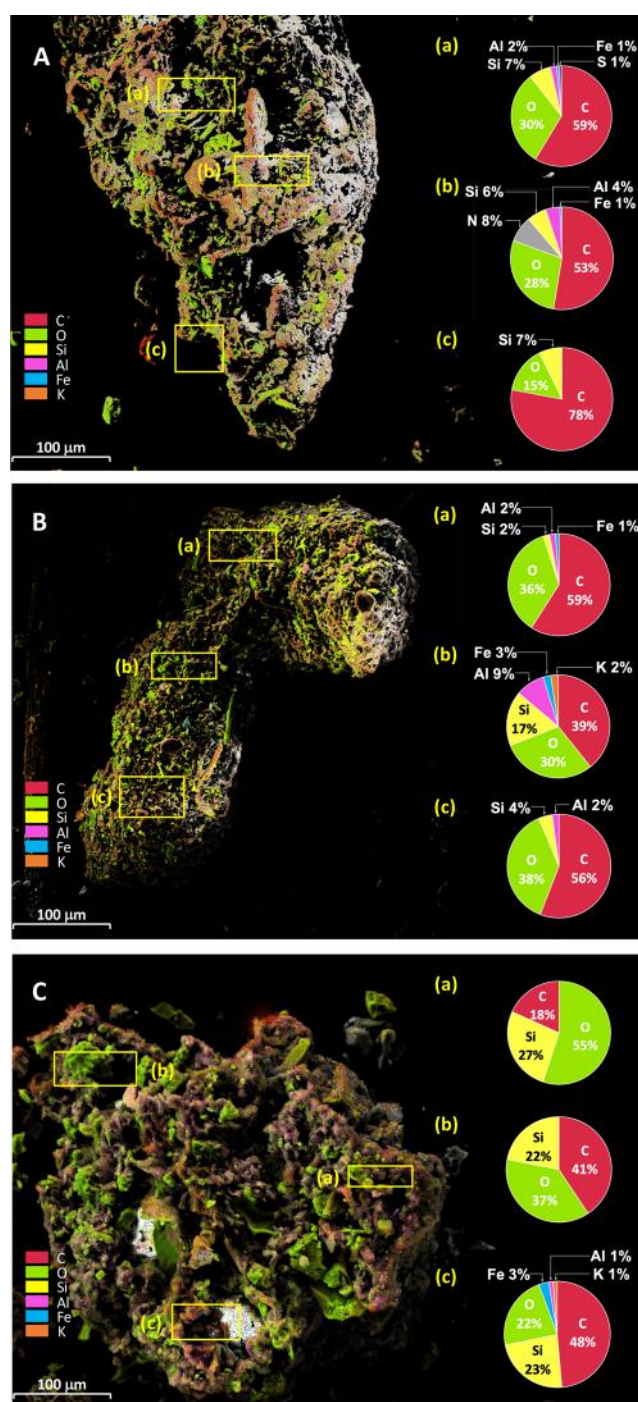 A
(a)
Al 2%
Fe 1%
Si 7%
S 1%
O
30%
C
59%
(a)
(b)
(b)
Si 6%
Al 4%
N 8%
Fe 1%
O
28%
C
53%
(c)
(c)
Si 7%
O
15%
C
78%
C
O
Si
Al
Fe
K
100 µm
B
(a)
Al 2%
Si 2%
Fe 1%
O
36%
C
59%
(a)
(b)
(b)
Fe 3%
K 2%
Al 9%
Si
17%
C
39%
O
30%
(c)
(c)
Si 4%
Al 2%
O
38%
C
56%
C
O
Si
Al
Fe
K
100 µm
C
(a)
C
18%
O
55%
Si
27%
(b)
(b)
Si
22%
C
41%
O
37%
(a)
(c)
(c)
Al 1%
Fe 3%
K 1%
O
22%
C
48%
Si
23%
C
O
Si
Al
Fe
K
100 µm